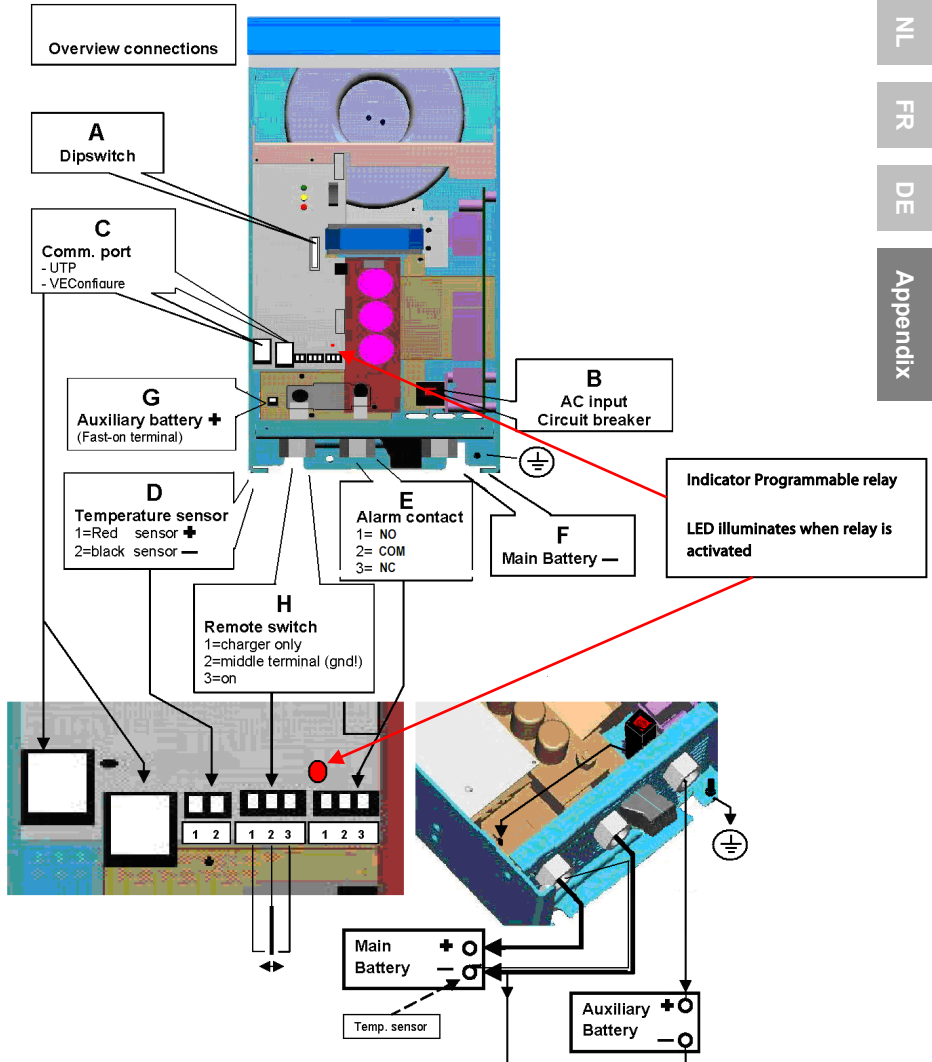 Overview connections
NL
FR
DE
Appendix
A
Dipswitch
C
Comm. port
- UTP
- VEConfigure
G
Auxiliary battery +
(Fast-on terminal)
B
AC input
Circuit breaker
D
Temperature sensor
1=Red sensor +
2=black sensor —
E
Alarm contact
1= NO
2= COM
3= NC
F
Main Battery —
Indicator Programmable relay
LED illuminates when relay is
activated
H
Remote switch
1=charger only
2=middle terminal (gnd!)
3=on
1 2
1 2 3
1 2 3
Main +
Battery —
Temp. sensor
Auxiliary +
Battery
—